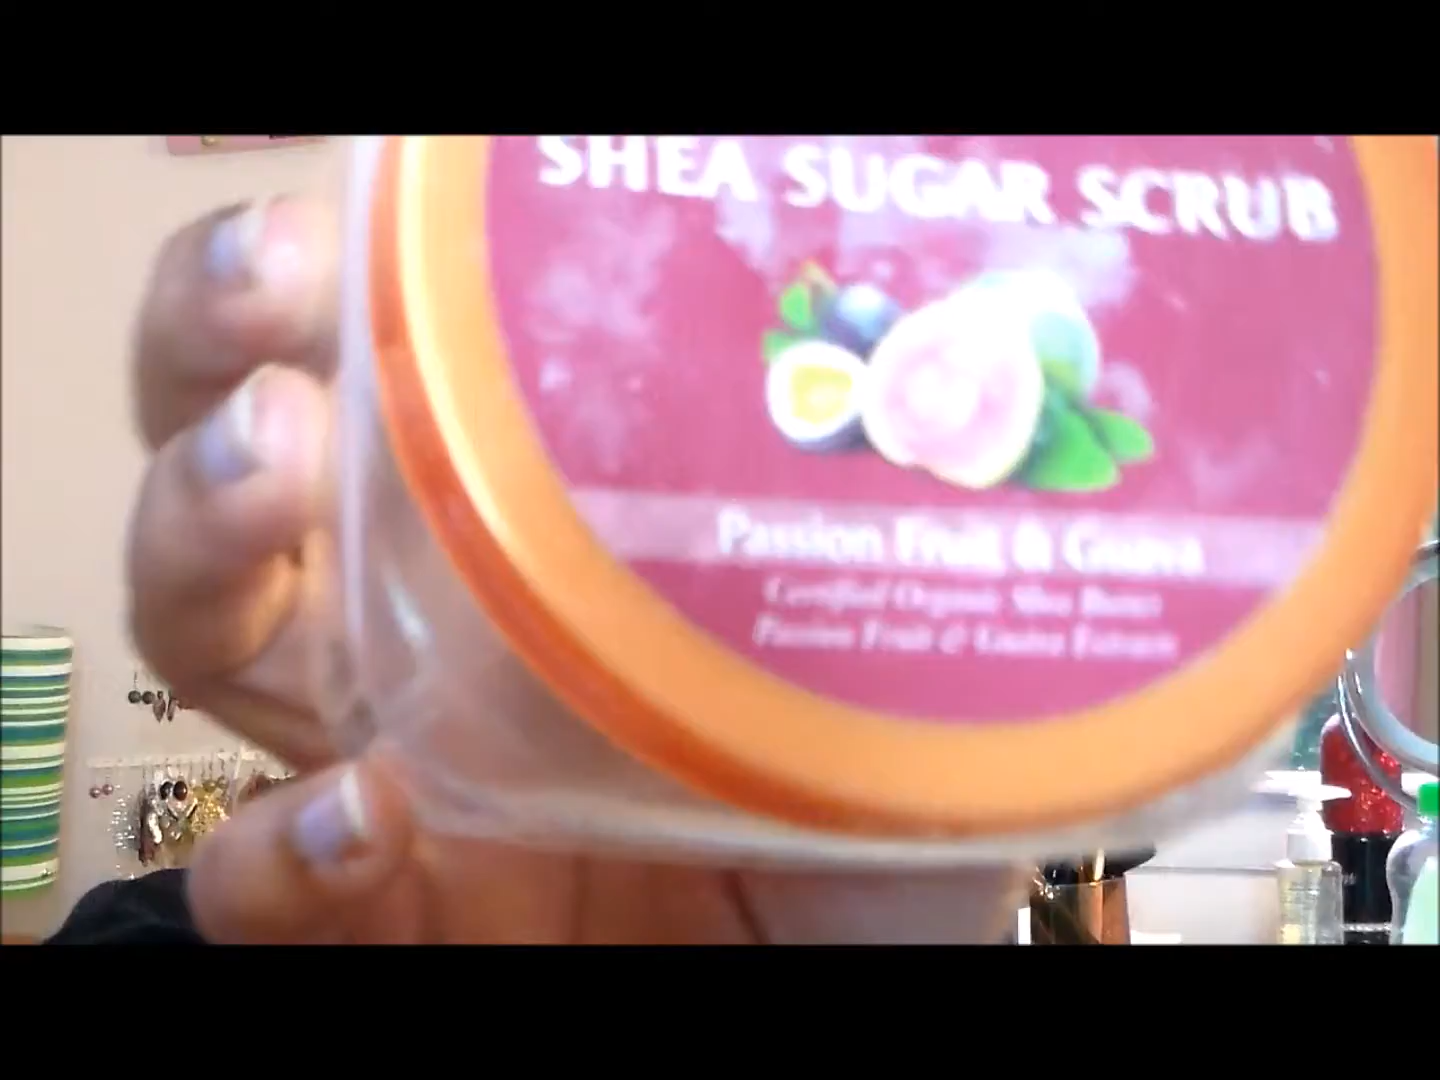 SHEA SUGAR SCRUB
Passion Fruit & Guava
Certified Organic Shea Butter
Passion Fruit & Guava Extracts